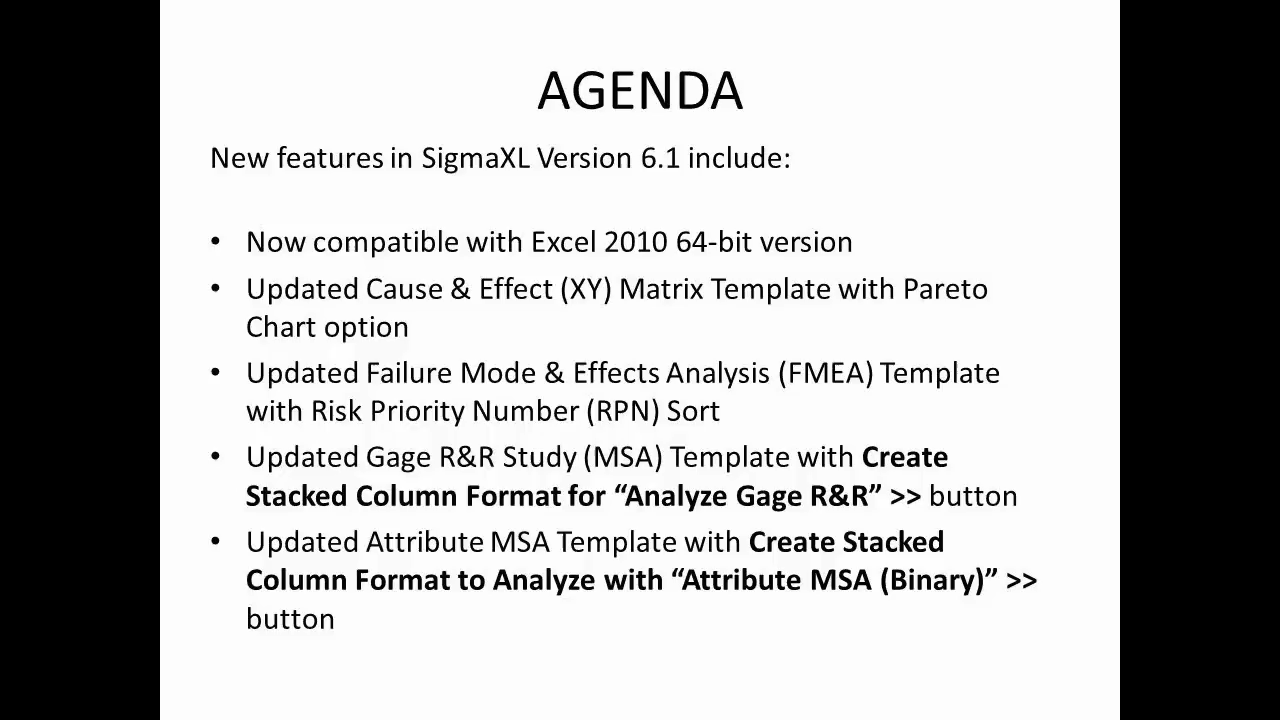 AGENDA
New features in SigmaXL Version 6.1 include:
• Now compatible with Excel 2010 64-bit version
• Updated Cause & Effect (XY) Matrix Template with Pareto
Chart option
• Updated Failure Mode & Effects Analysis (FMEA) Template
with Risk Priority Number (RPN) Sort
• Updated Gage R&R Study (MSA) Template with Create
Stacked Column Format for “Analyze Gage R&R” >> button
• Updated Attribute MSA Template with Create Stacked
Column Format to Analyze with “Attribute MSA (Binary)” >>
button